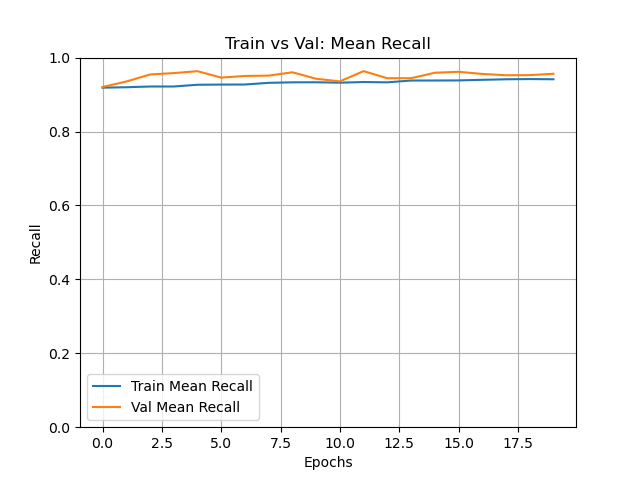 Train vs Val: Mean Recall
1.0
0.8
0.6
0.4
0.2
0.0
Recall
Train Mean Recall
Val Mean Recall
0.0 2.5 5.0 7.5 10.0 12.5 15.0 17.5
Epochs